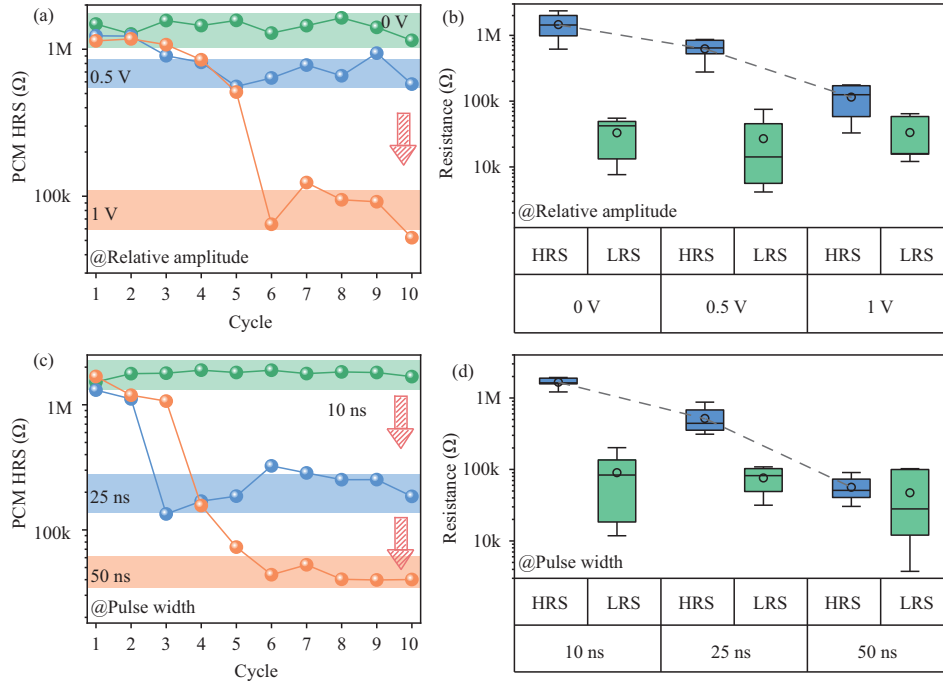 (a)
0 V
1M
0.5 V
100k
1 V
@Relative amplitude
PCM HRS (Ω)
1 2 3 4 5 6 7 8 9 10
Cycle
(b)
1M
100k
10k
Resistance (Ω)
@Relative amplitude
HRS LRS HRS LRS HRS LRS
0 V 0.5 V 1 V
(c)
1M
10 ns
25 ns
100k
50 ns
@Pulse width
PCM HRS (Ω)
1 2 3 4 5 6 7 8 9 10
Cycle
(d)
1M
100k
10k
Resistance (Ω)
@Pulse width
HRS LRS HRS LRS HRS LRS
10 ns 25 ns 50 ns